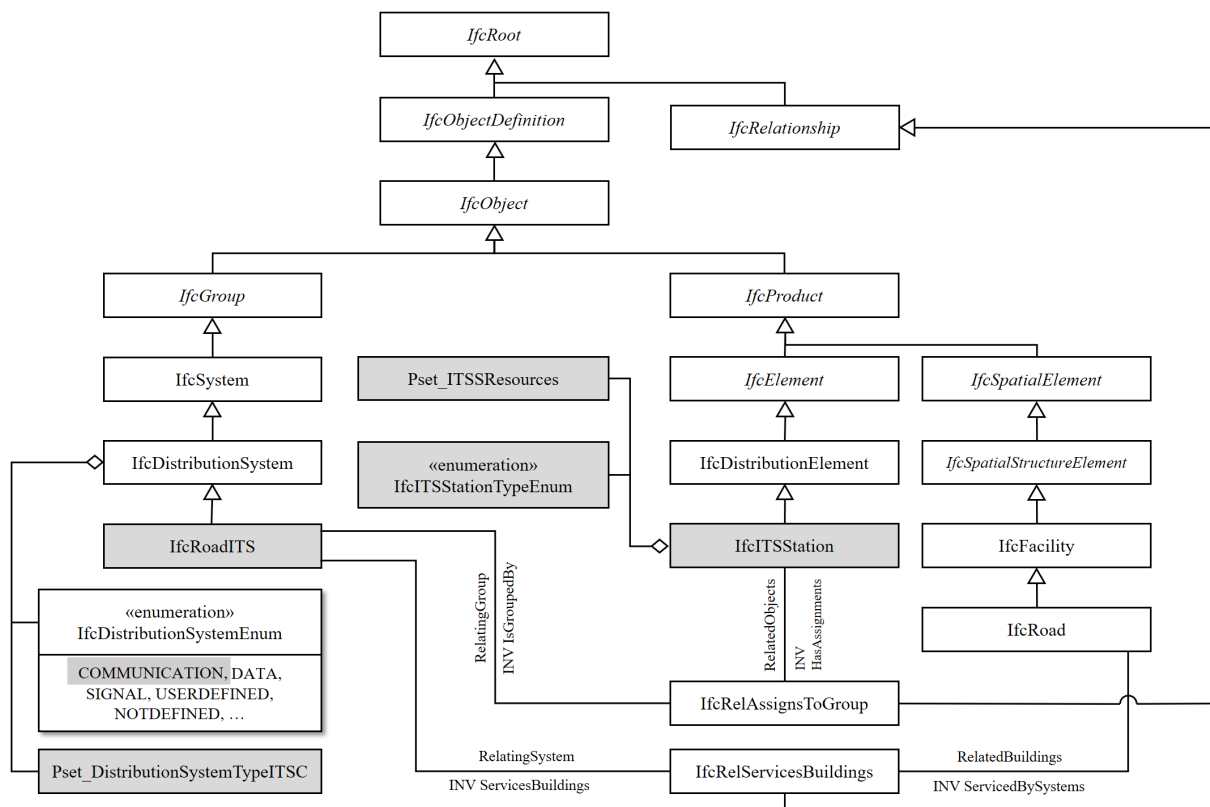 IfcRoot
IfcObjectDefinition
IfcRelationship
IfcObject
IfcGroup
IfcProduct
IfcSystem
Pset_ITSSResources
IfcElement
IfcSpatialElement
IfcDistributionSystem
«enumeration»
IfcITSStationTypeEnum
IfcDistributionElement
IfcSpatialStructureElement
IfcRoadITS
IfcITSStation
IfcFacility
RelatingGroup
INV IsGroupedBy
RelatedObjects
INV
HasAssignments
«enumeration»
IfcDistributionSystemEnum
COMMUNICATION, DATA,
SIGNAL, USERDEFINED,
NOTDEFINED, …
IfcRoad
IfcRelAssignsToGroup
Pset_DistributionSystemTypeITSC
RelatingSystem
INV ServicesBuildings
IfcRelServicesBuildings
RelatedBuildings
INV ServicedBySystems